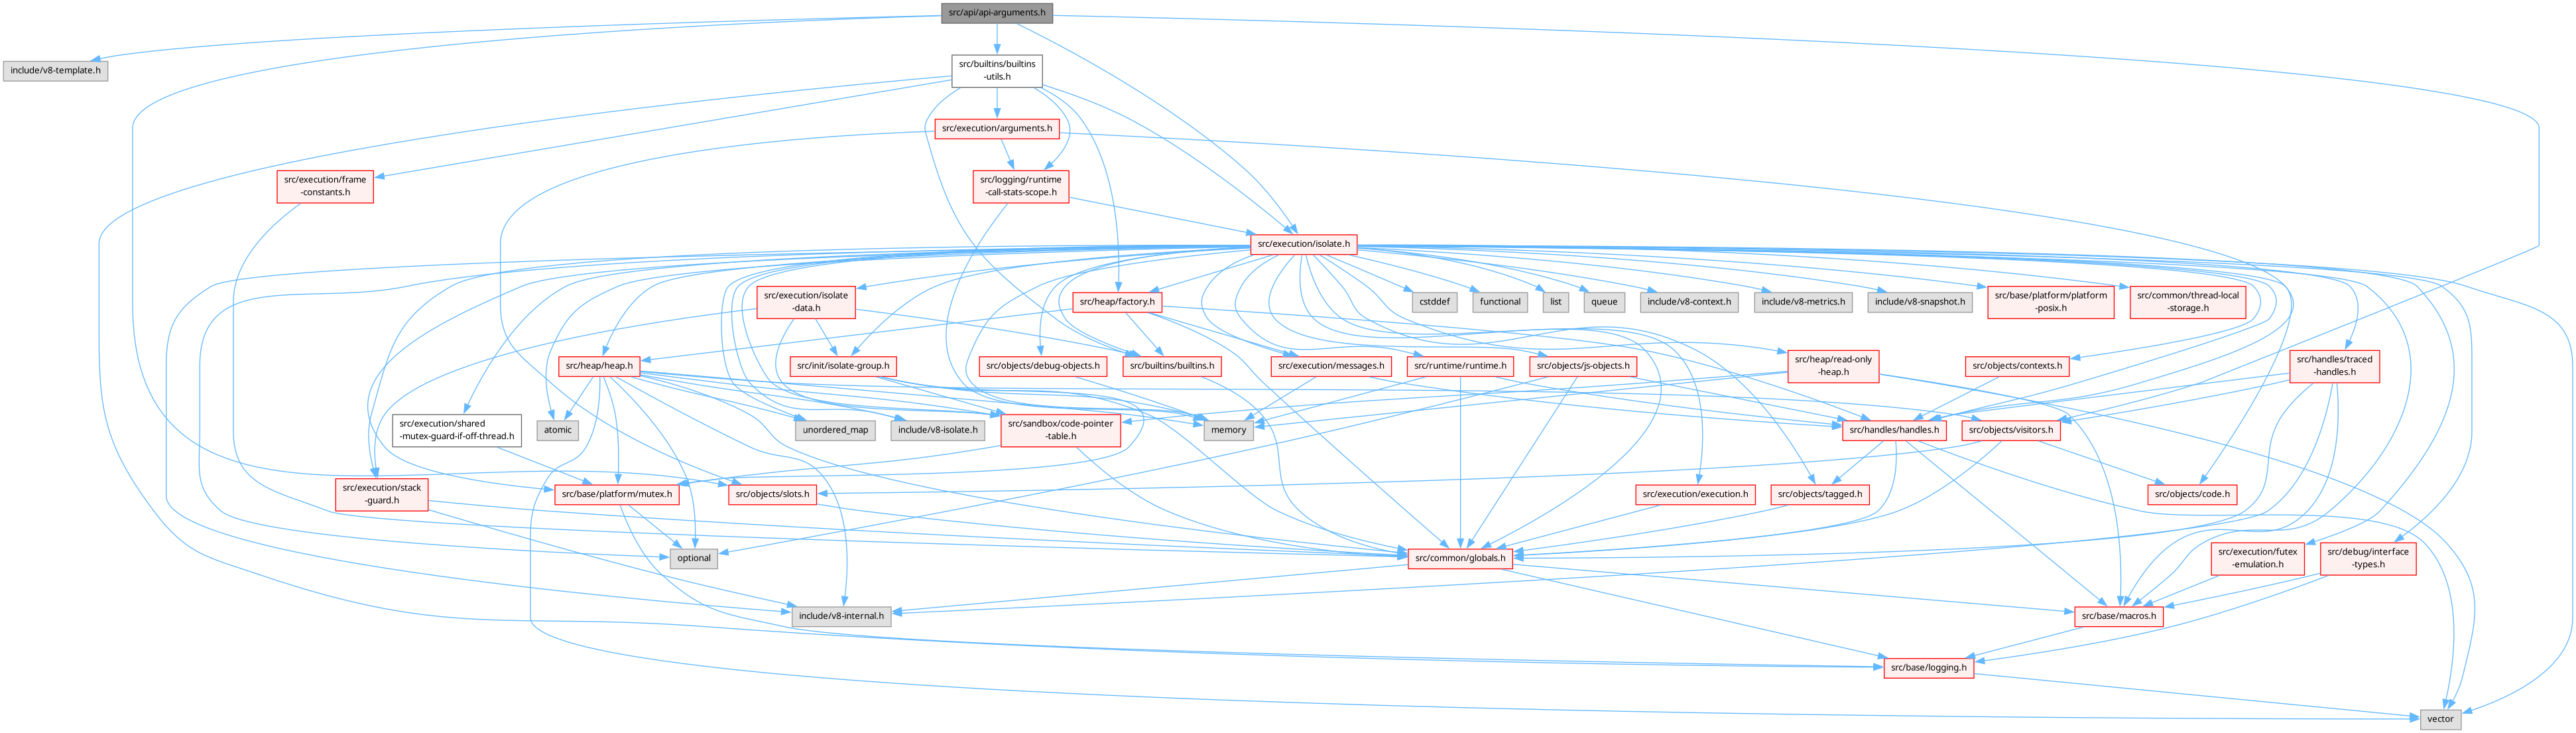 src/api/api-arguments.h
include/v8-template.h
src/builtins/builtins
-utils.h
src/execution/arguments.h
src/execution/frame
-constants.h
src/logging/runtime
-call-stats-scope.h
src/execution/isolate.h
src/execution/isolate
-data.h
src/heap/factory.h
cstddef
functional
list
queue
include/v8-context.h
include/v8-metrics.h
include/v8-snapshot.h
src/base/platform/platform
-posix.h
src/common/thread-local
-storage.h
src/heap/heap.h
src/init/isolate-group.h
src/objects/debug-objects.h
src/builtins/builtins.h
src/execution/messages.h
src/runtime/runtime.h
src/objects/js-objects.h
src/heap/read-only
-heap.h
src/objects/contexts.h
src/handles/traced
-handles.h
src/execution/shared
-mutex-guard-if-off-thread.h
atomic
unordered_map
include/v8-isolate.h
src/sandbox/code-pointer
-table.h
memory
src/handles/handles.h
src/objects/visitors.h
src/execution/stack
-guard.h
src/base/platform/mutex.h
src/objects/slots.h
src/execution/execution.h
src/objects/tagged.h
src/objects/code.h
optional
src/common/globals.h
src/execution/futex
-emulation.h
src/debug/interface
-types.h
include/v8-internal.h
src/base/macros.h
src/base/logging.h
vector